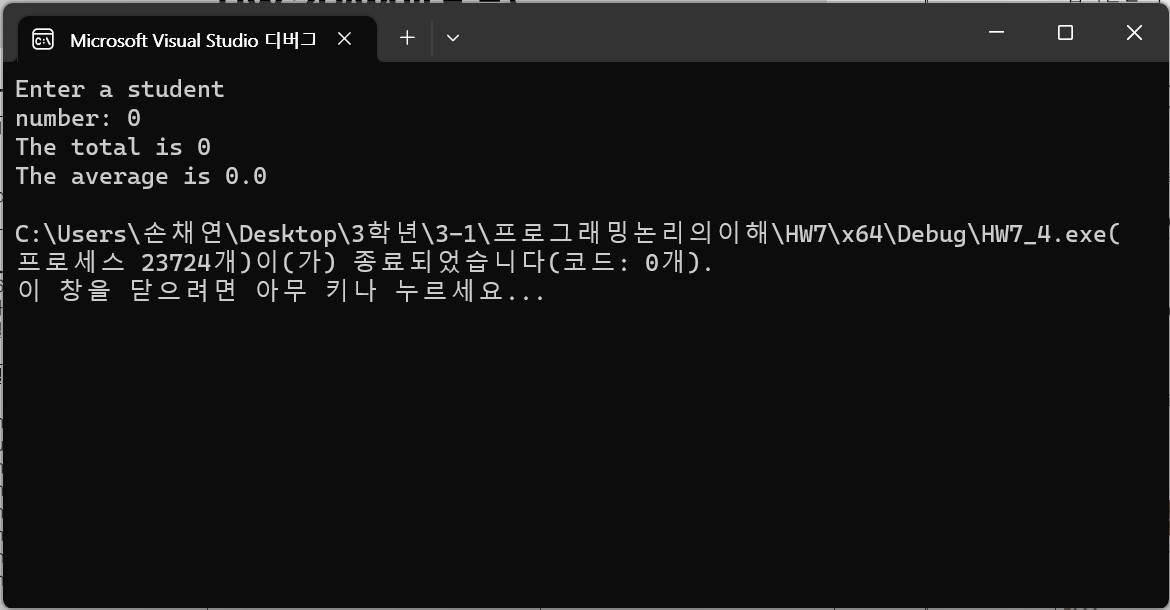 Microsoft Visual Studio 디버그
Enter a student
number: 0
The total is 0
The average is 0.0
C:\Users\손채연\Desktop\3학년\3-1\프로그래밍논리의이해\HW7\x64\Debug\HW7_4.exe(
프로세스 23724개)이(가) 종료되었습니다(코드: 0개).
이 창을 닫으려면 아무 키나 누르세요...